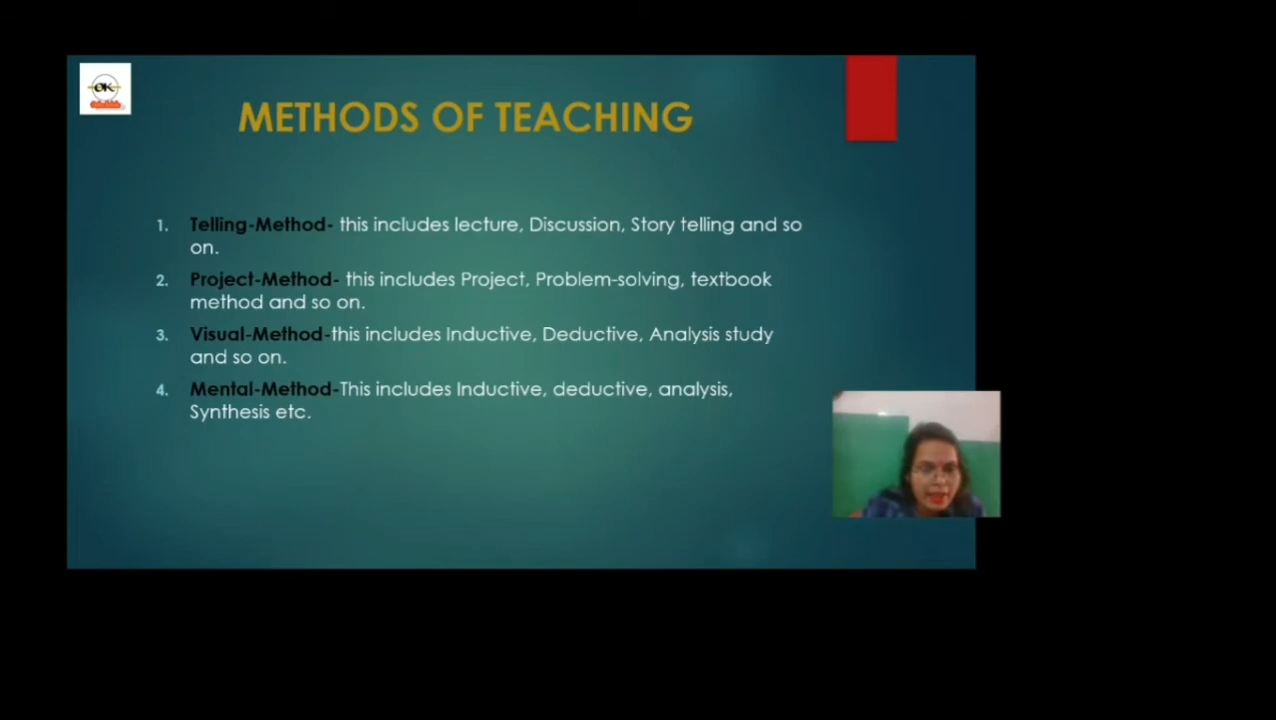 OK
METHODS OF TEACHING
1. Telling-Method- this includes lecture, Discussion, Story telling and so
on.
2. Project-Method- this includes Project, Problem-solving, textbook
method and so on.
3. Visual-Method-this includes Inductive, Deductive, Analysis study
and so on.
4. Mental-Method-This includes Inductive, deductive, analysis,
Synthesis etc.